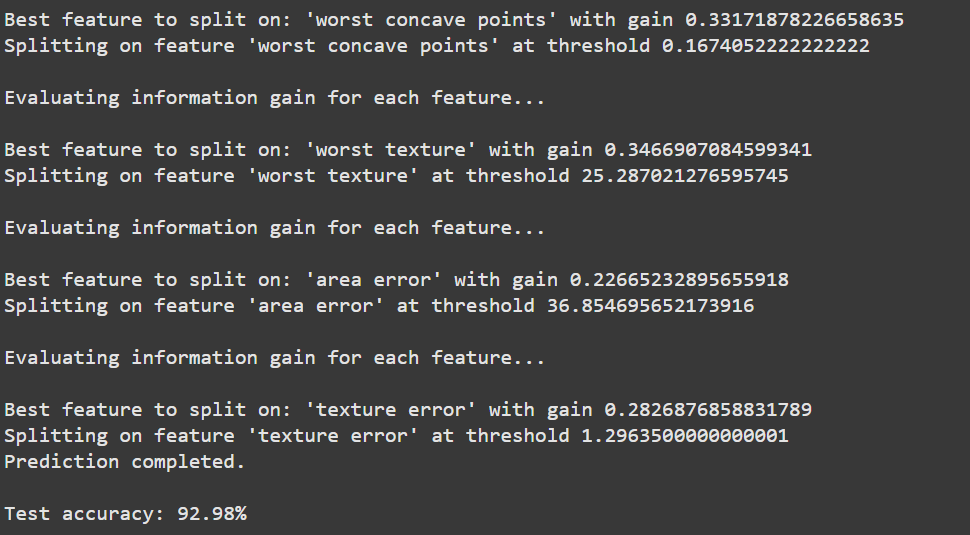 Best feature to split on: 'worst concave points' with gain 0.33171878226658635
Splitting on feature 'worst concave points' at threshold 0.1674052222222222
Evaluating information gain for each feature...
Best feature to split on: 'worst texture' with gain 0.3466907084599341
Splitting on feature 'worst texture' at threshold 25.287021276595745
Evaluating information gain for each feature...
Best feature to split on: 'area error' with gain 0.22665232895655918
Splitting on feature 'area error' at threshold 36.854695652173916
Evaluating information gain for each feature...
Best feature to split on: 'texture error' with gain 0.2826876858831789
Splitting on feature 'texture error' at threshold 1.2963500000000001
Prediction completed.
Test accuracy: 92.98%